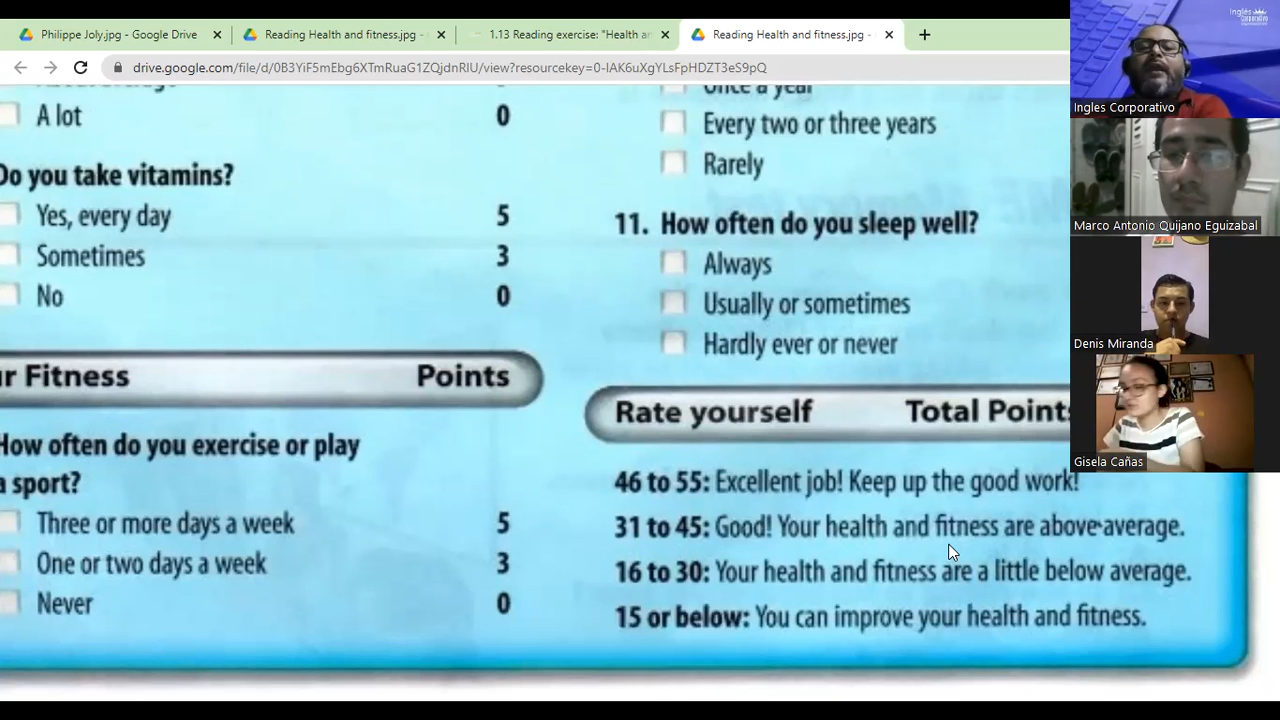 Philippe Joly.jpg - Google Drive
Reading Health and fitness.jpg -
1.13 Reading exercise: "Health an
Reading Health and fitness.jpg -
drive.google.com/file/d/
A lot 0
Do you take vitamins?
Yes, every day 5
Sometimes 3
No 0
r Fitness Points
How often do you exercise or play
a sport?
Three or more days a week 5
One or two days a week 3
Never 0
Once a year
Every two or three years
Rarely
11. How often do you sleep well?
Always
Usually or sometimes
Hardly ever or never
Rate yourself Total Points
46 to 55: Excellent job! Keep up the good work!
31 to 45: Good! Your health and fitness are above average.
16 to 30: Your health and fitness are a little below average.
15 or below: You can improve your health and fitness.
Inglés
Corporativo
Ingles Corporativo
Marco Antonio Quijano Eguizabal
Denis Miranda
Gisela Cañas